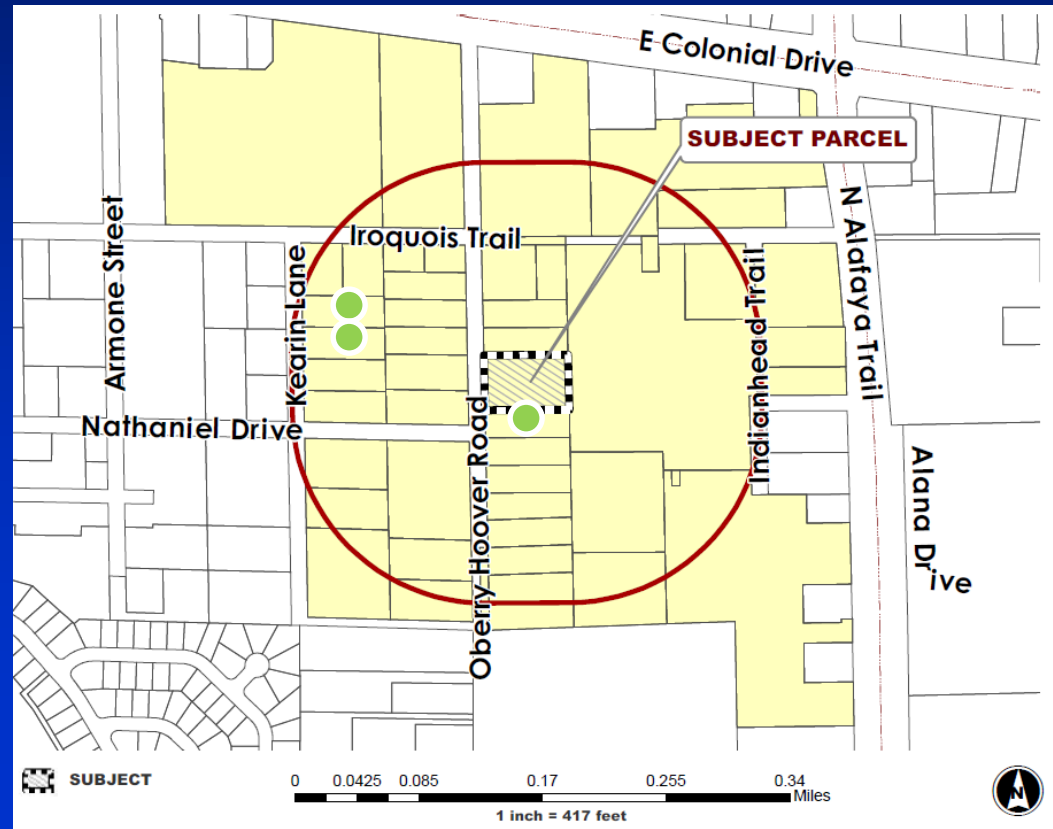 E Colonial Drive
SUBJECT PARCEL
N Alafaya Trail
Armone Street
Iroquois Trail
Kearin Lane
Indianhead Trail
Nathaniel Drive
Oberry Hoover Road
Alana Drive
SUBJECT
0 0.0425 0.085 0.17 0.255 0.34
Miles
1 inch = 417 feet
N